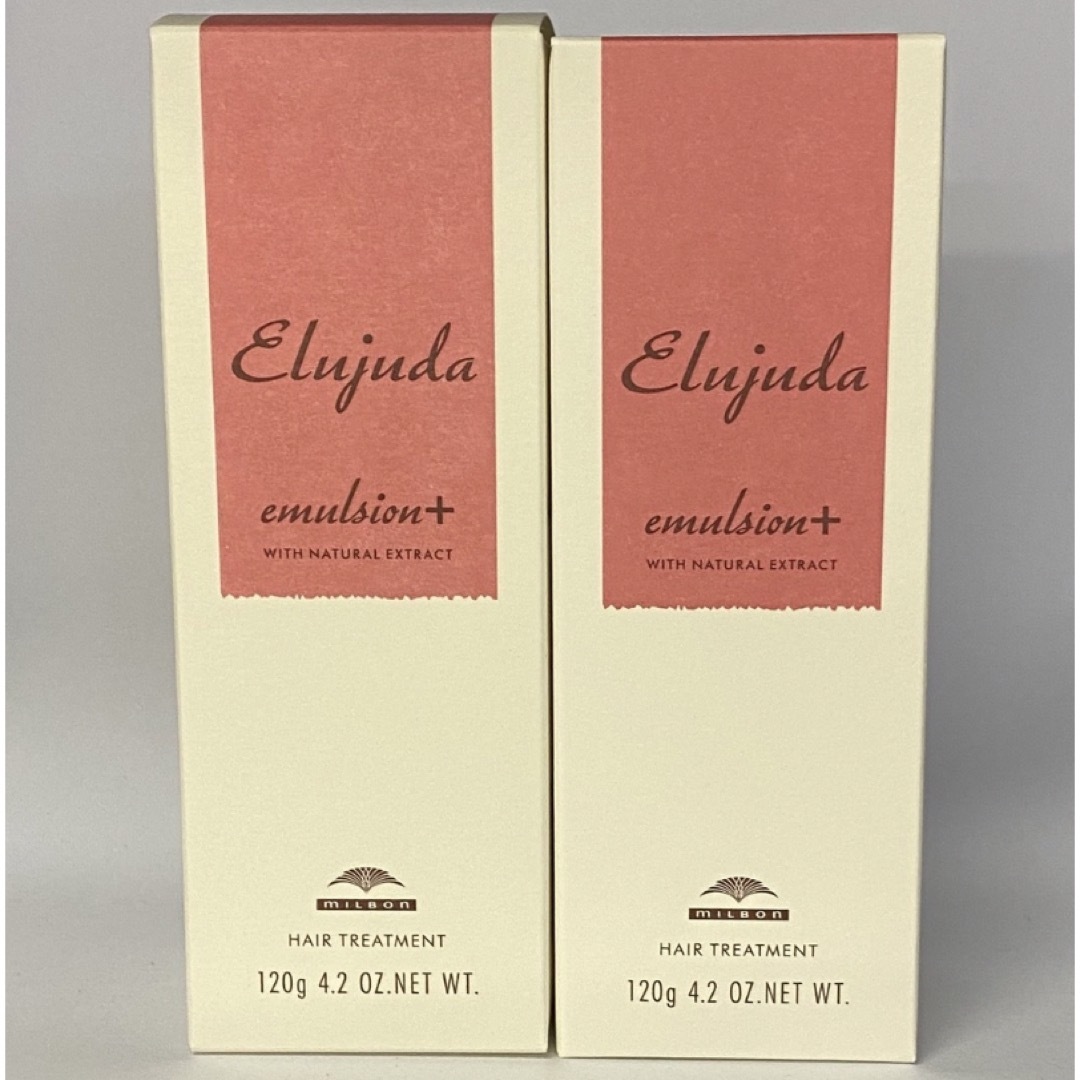 Elujuda
emulsion+
WITH NATURAL EXTRACT
MILBON
HAIR TREATMENT
120g 4.2 OZ.NET WT.
Elujuda
emulsion+
WITH NATURAL EXTRACT
MILBON
HAIR TREATMENT
120g 4.2 OZ.NET WT.